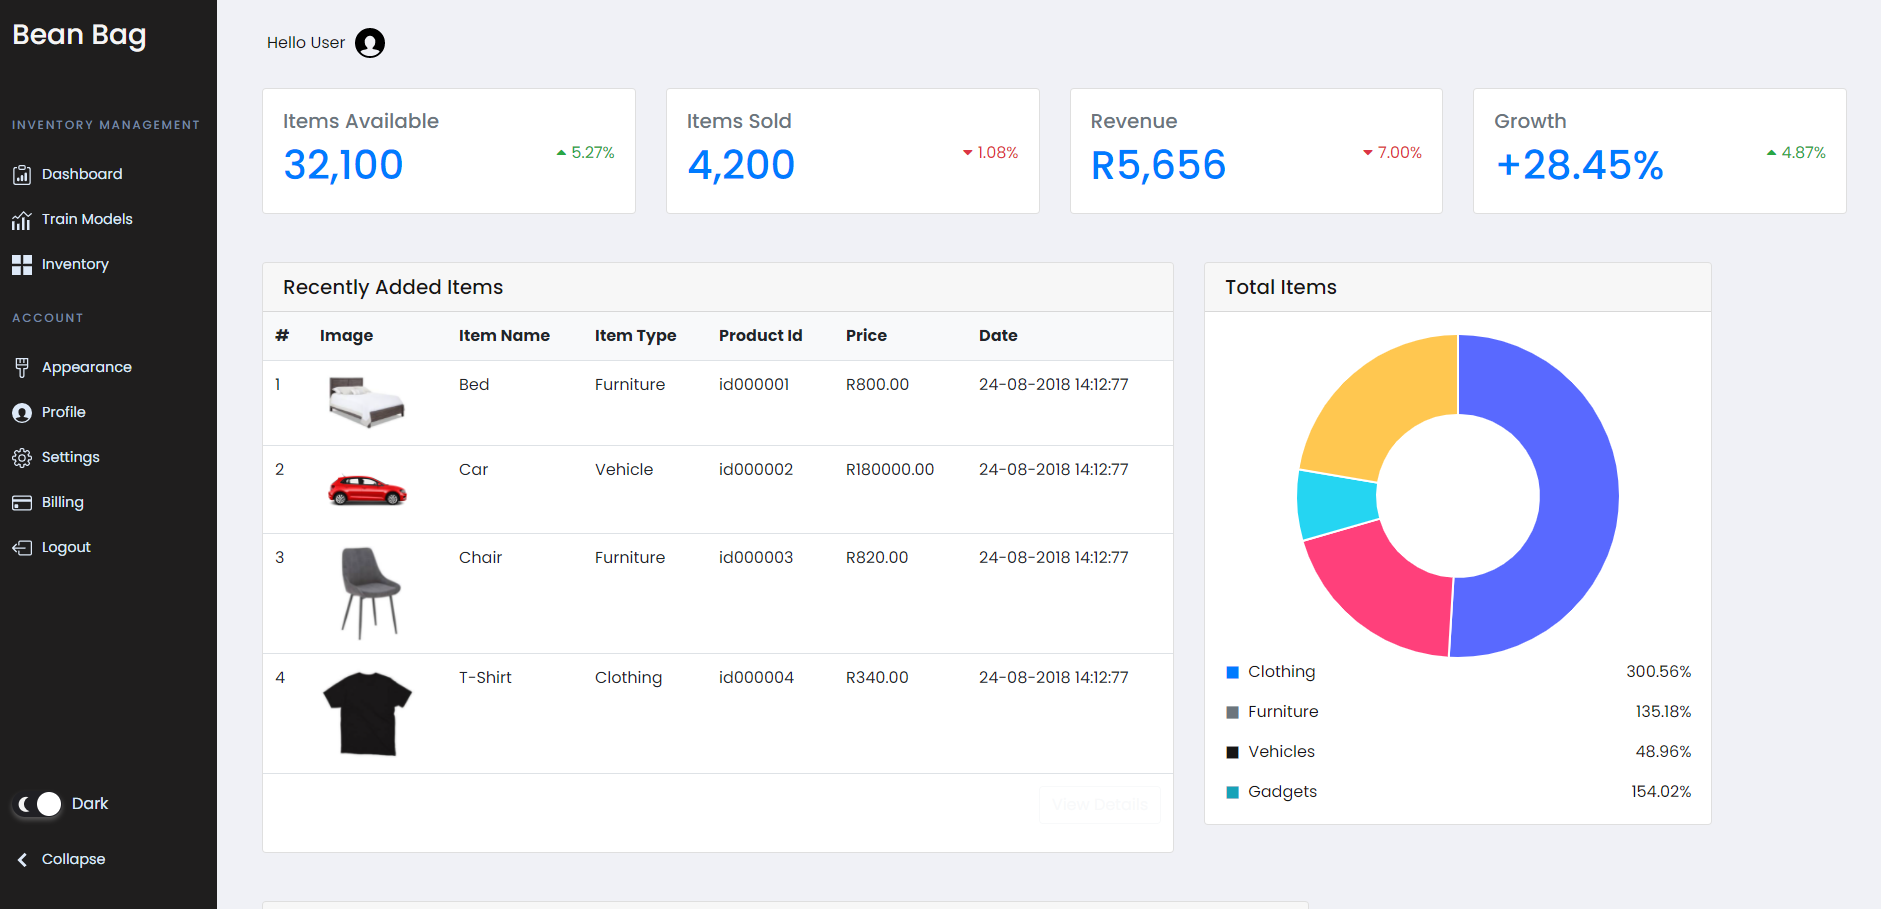 Bean Bag
INVENTORY MANAGEMENT
Dashboard
Train Models
Inventory
ACCOUNT
Appearance
Profile
Settings
Billing
Logout
Dark
Collapse
Hello User
Items Available
32,100
5.27%
Items Sold
4,200
1.08%
Revenue
R5,656
7.00%
Growth
+28.45%
4.87%
Recently Added Items
# Image Item Name Item Type Product Id Price Date
1 Bed Furniture id000001 R800.00 24-08-2018 14:12:77
2 Car Vehicle id000002 R180000.00 24-08-2018 14:12:77
3 Chair Furniture id000003 R820.00 24-08-2018 14:12:77
4 T-Shirt Clothing id000004 R340.00 24-08-2018 14:12:77
View Details
Total Items
Clothing 300.56%
Furniture 135.18%
Vehicles 48.96%
Gadgets 154.02%